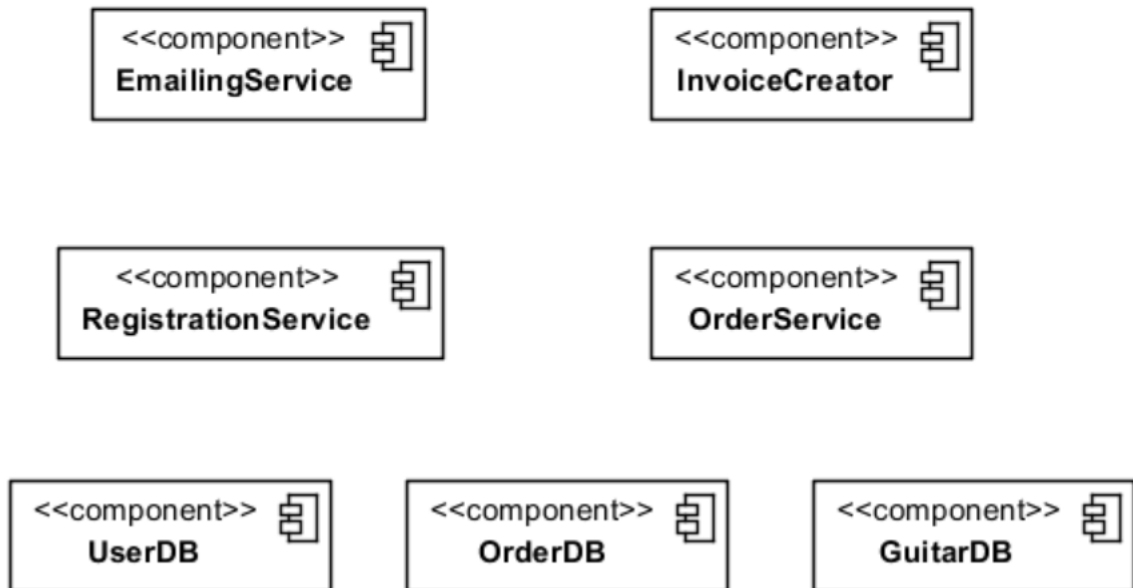 <<component>>
EmailingService
<<component>>
InvoiceCreator
<<component>>
RegistrationService
<<component>>
OrderService
<<component>>
UserDB
<<component>>
OrderDB
<<component>>
GuitarDB